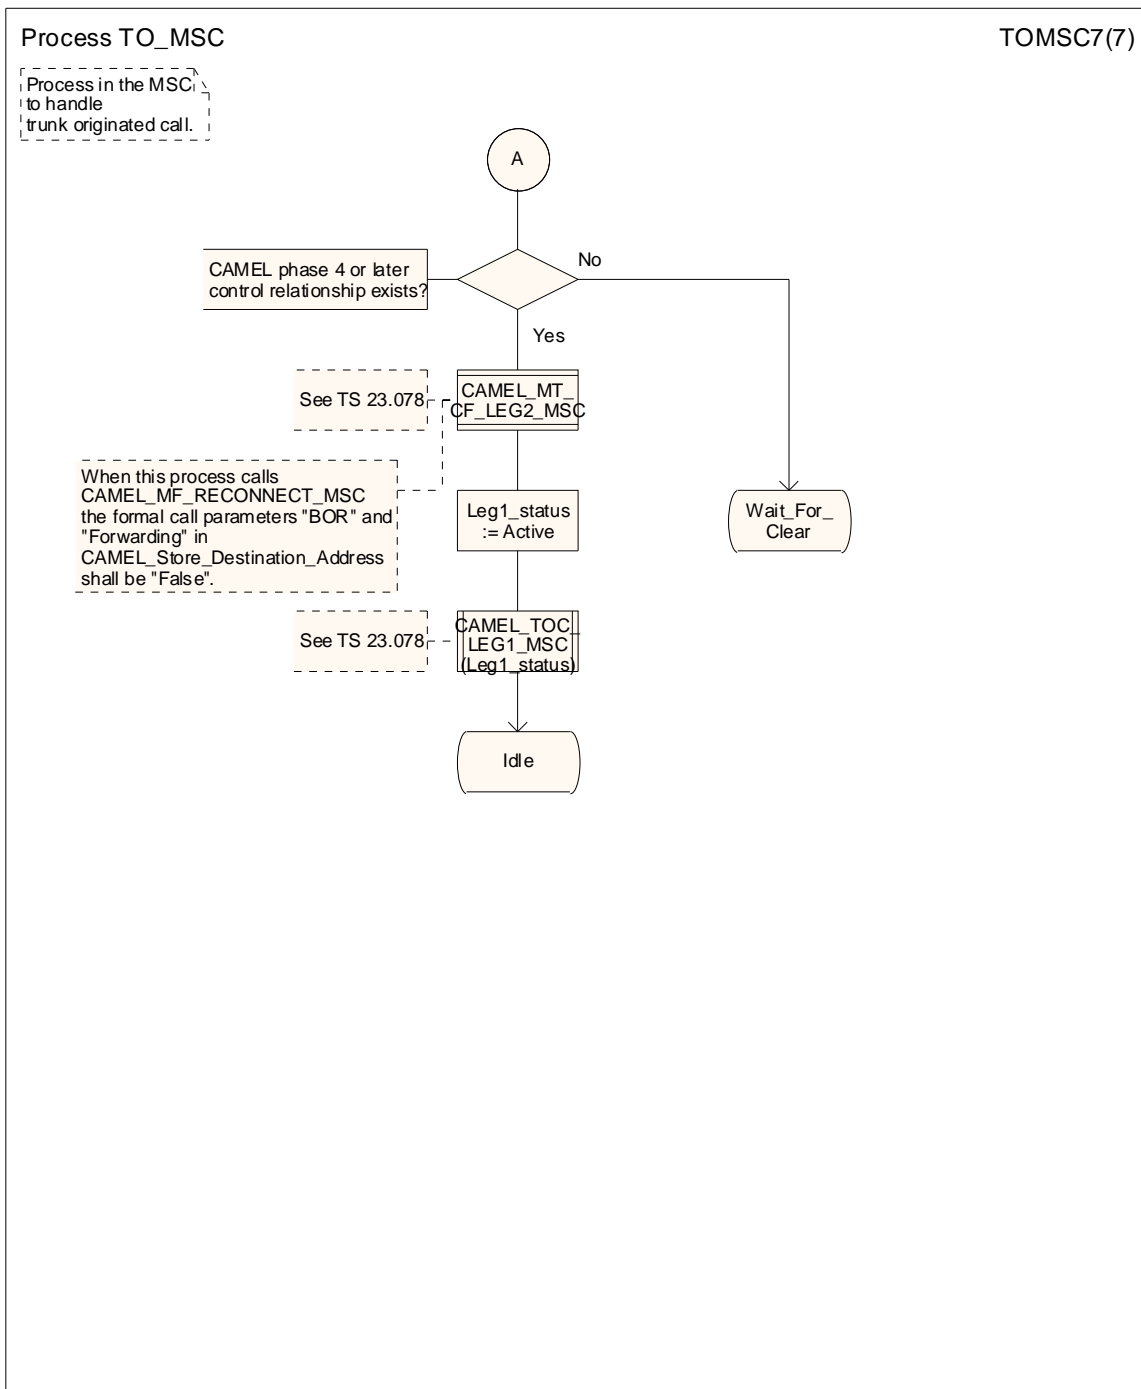 Process TO_MSC
TOMSC7(7)
Process in the MSC
to handle
trunk originated call.
A
CAMEL phase 4 or later
control relationship exists?
No
Yes
See TS 23.078
CAMEL_MT_
CF_LEG2_MSC
When this process calls
CAMEL_MF_RECONNECT_MSC
the formal call parameters "BOR" and
"Forwarding" in
CAMEL_Store_Destination_Address
shall be "False".
Leg1_status
:= Active
Wait_For_
Clear
See TS 23.078
CAMEL_TOC_
LEG1_MSC
(Leg1_status)
Idle